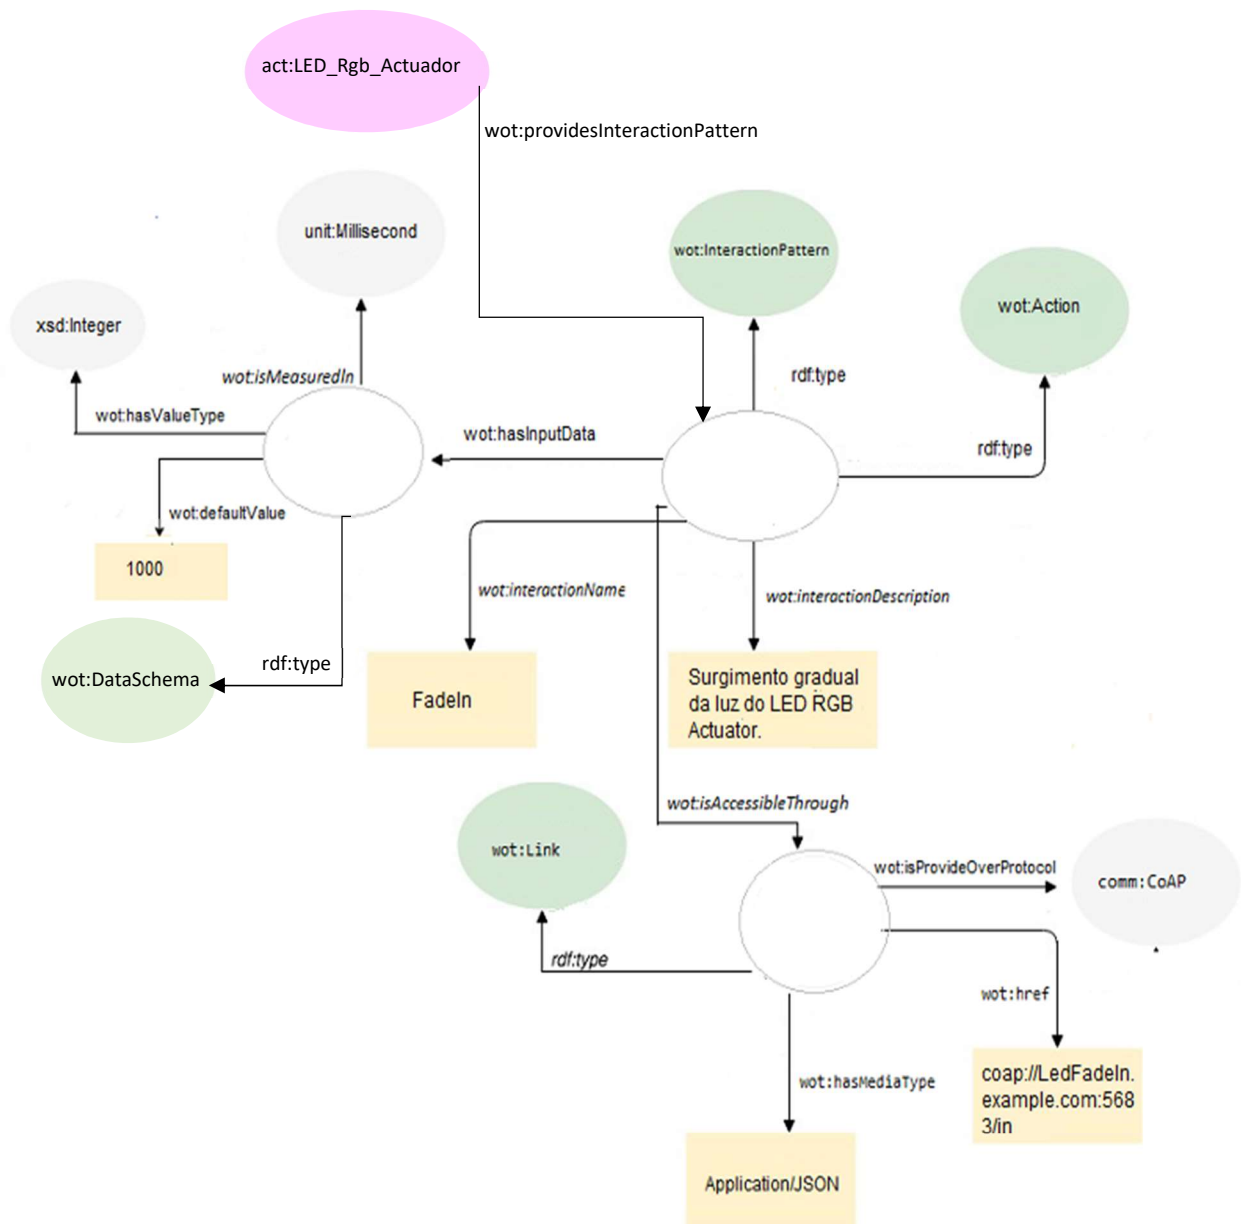 act:LED_Rgb_Actuador
wot:providesInteractionPattern
unit:Millisecond
wot:InteractionPattern
wot:Action
xsd:Integer
wot:isMeasuredIn
rdf:type
wot:hasValueType
wot:hasInputData
rdf:type
wot:defaultValue
1000
wot:interactionName
wot:interactionDescription
rdf:type
wot:DataSchema
FadeIn
Surgimento gradual
da luz do LED RGB
Actuator.
wot:isAccessibleThrough
wot:Link
wot:isProvideOverProtocol
comm:CoAP
rdf:type
wot:href
wot:hasMediaType
coap://LedFadeIn.
example.com:568
3/in
Application/JSON